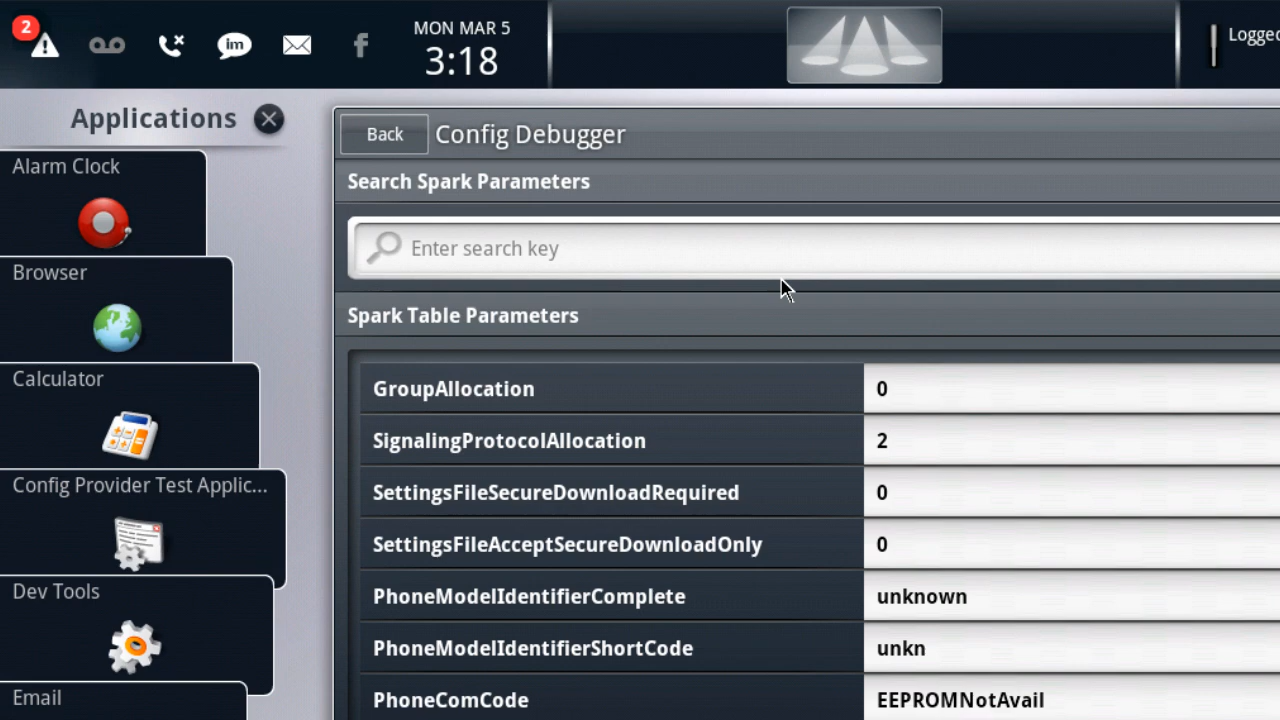 2
im
MON MAR 5
3:18
Logged
Applications
Alarm Clock
Browser
Calculator
Config Provider Test Applic...
Dev Tools
Email
Back
Config Debugger
Search Spark Parameters
Enter search key
Spark Table Parameters
GroupAllocation 0
SignalingProtocolAllocation 2
SettingsFileSecureDownloadRequired 0
SettingsFileAcceptSecureDownloadOnly 0
PhoneModelIdentifierComplete unknown
PhoneModelIdentifierShortCode unkn
PhoneComCode EEPROMNotAvail